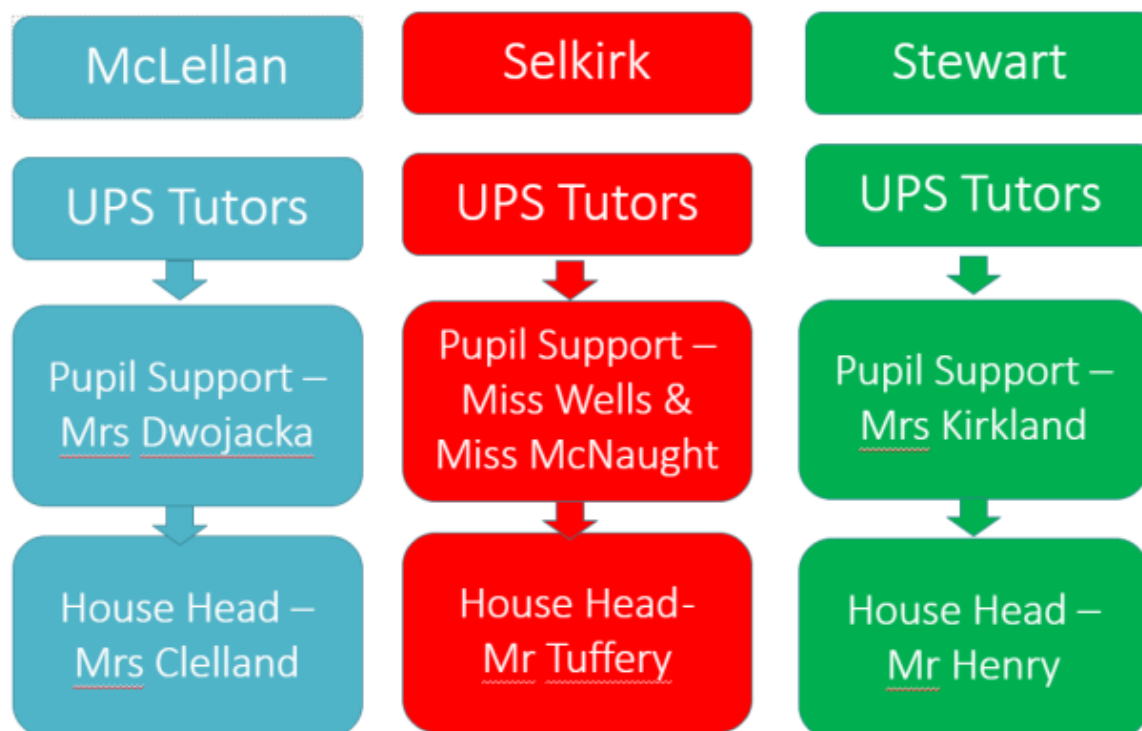 McLellan
UPS Tutors
Pupil Support –
Mrs Dwojacka
House Head –
Mrs Clelland
Selkirk
UPS Tutors
Pupil Support –
Miss Wells &
Miss McNaught
House Head-
Mr Tuffery
Stewart
UPS Tutors
Pupil Support –
Mrs Kirkland
House Head –
Mr Henry